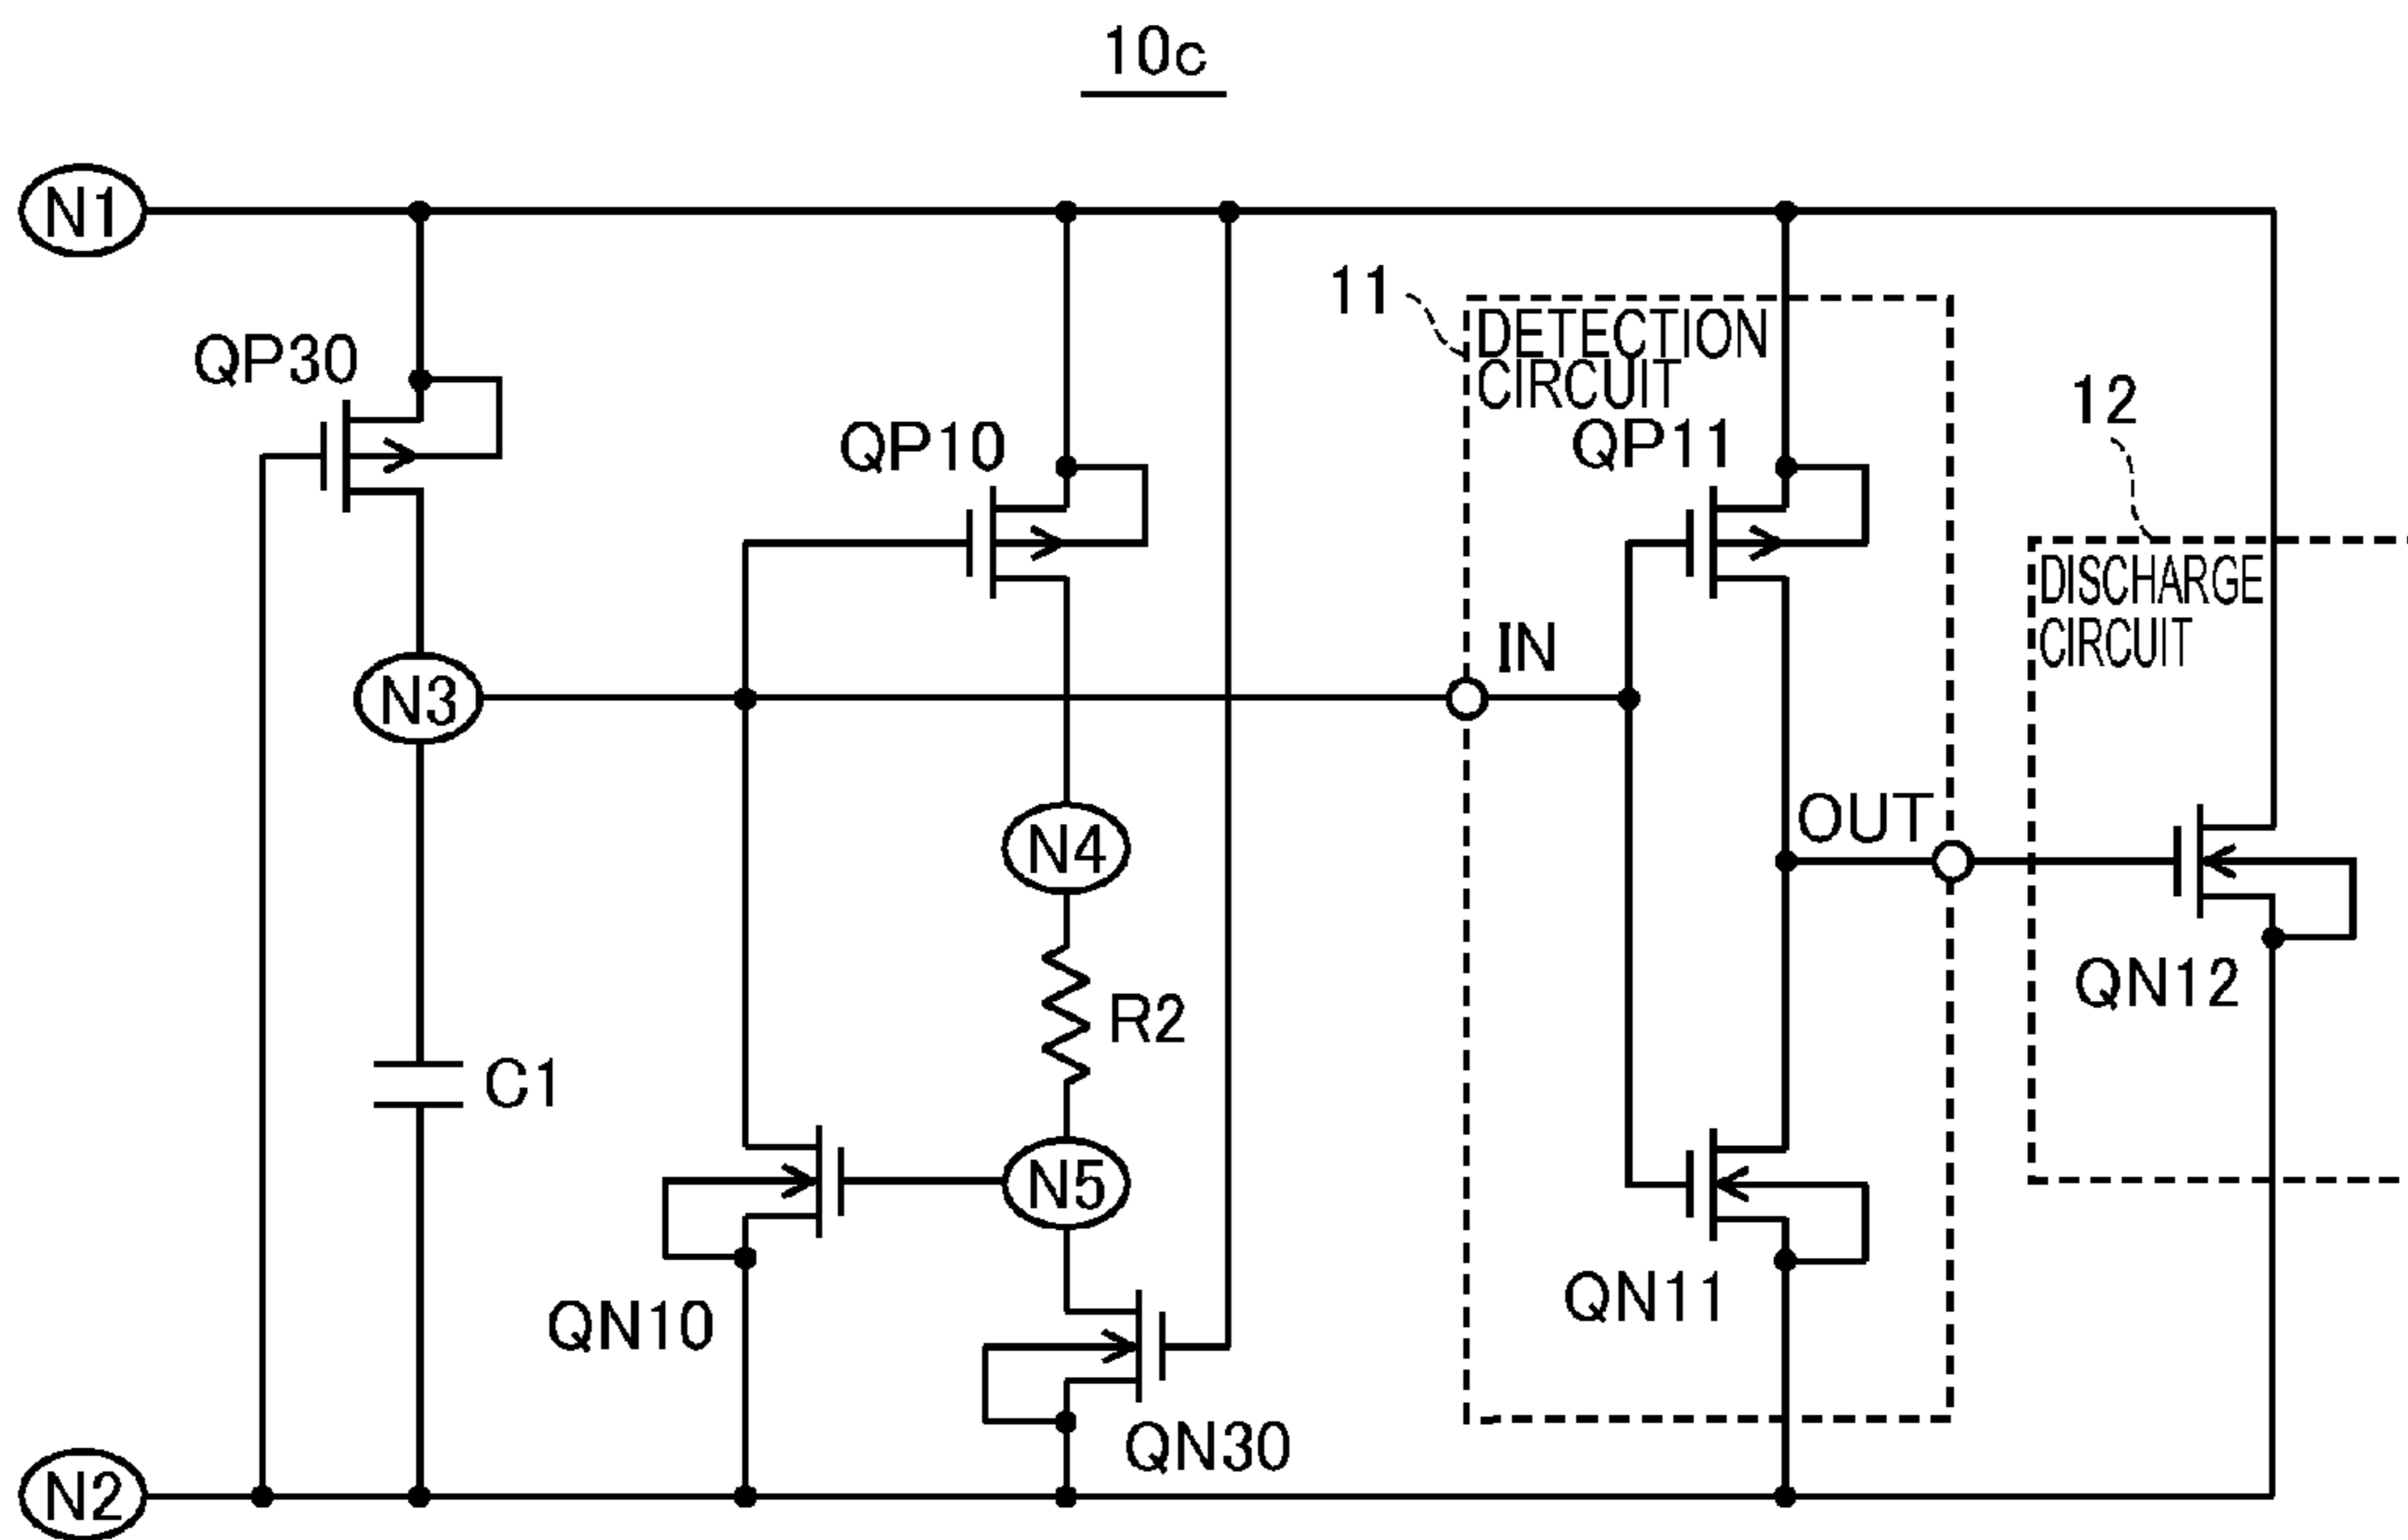 10c
N1
11
DETECTION
CIRCUIT
QP30
12
QP10
QP11
DISCHARGE
CIRCUIT
IN
N3
OUT
N4
QN12
R2
C1
N5
QN11
QN10
QN30
N2